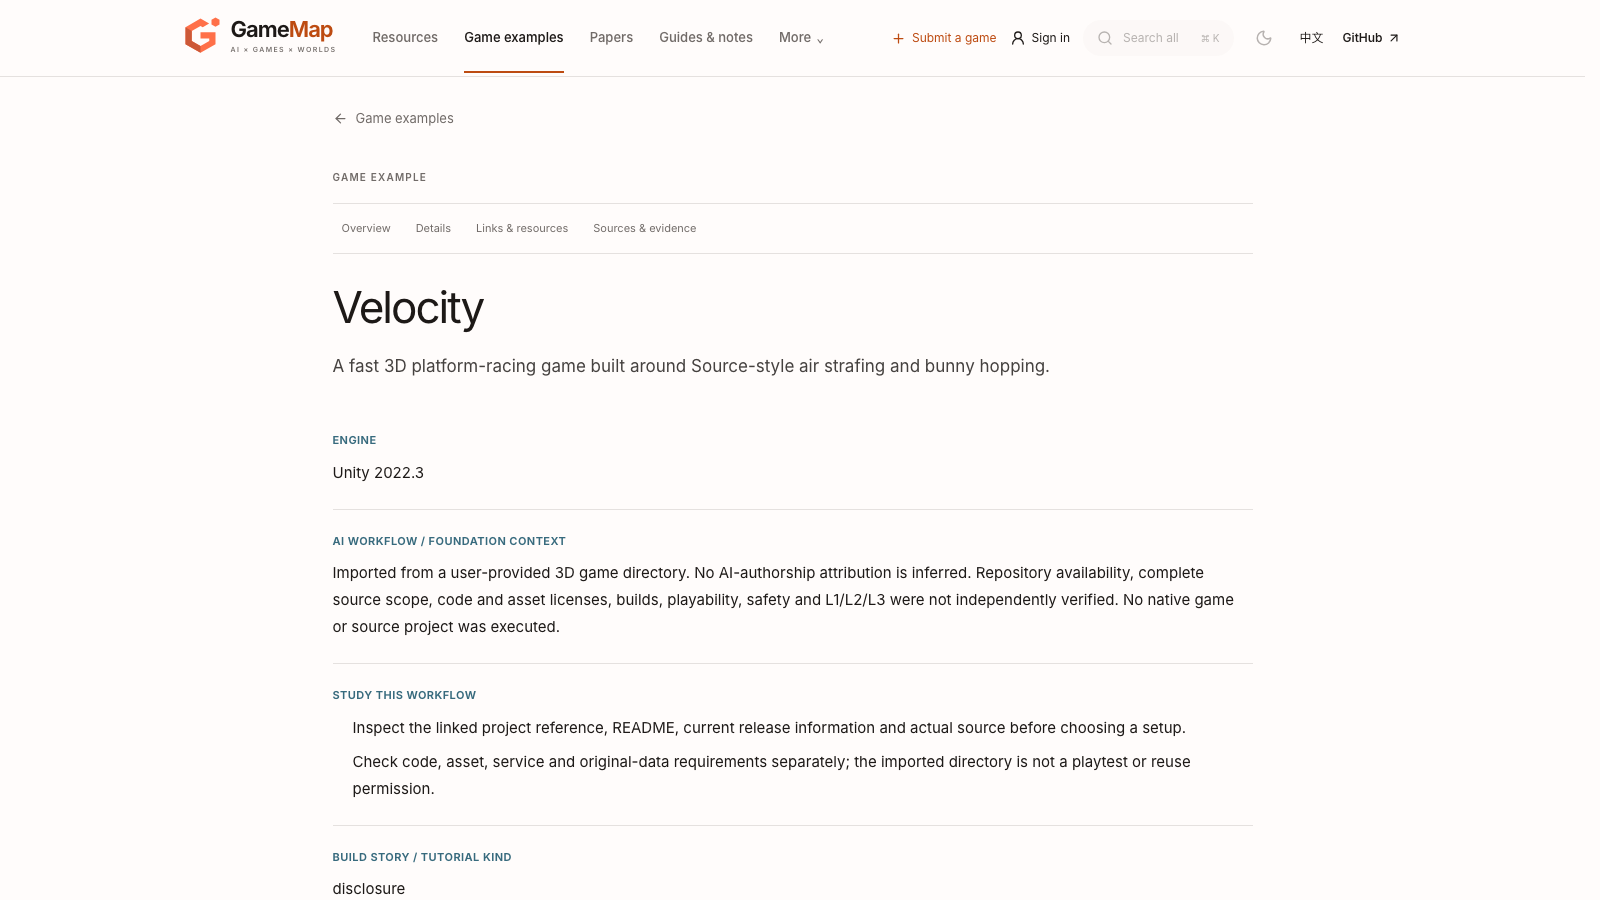 GameMap
AI × GAMES × WORLDS
Resources
Game examples
Papers
Guides & notes
More
Submit a game
Sign in
Search all
⌘ K
中文
GitHub
Game examples
GAME EXAMPLE
Overview
Details
Links & resources
Sources & evidence
Velocity
A fast 3D platform-racing game built around Source-style air strafing and bunny hopping.
ENGINE
Unity 2022.3
AI WORKFLOW / FOUNDATION CONTEXT
Imported from a user-provided 3D game directory. No AI-authorship attribution is inferred. Repository availability, complete
source scope, code and asset licenses, builds, playability, safety and L1/L2/L3 were not independently verified. No native game
or source project was executed.
STUDY THIS WORKFLOW
Inspect the linked project reference, README, current release information and actual source before choosing a setup.
Check code, asset, service and original-data requirements separately; the imported directory is not a playtest or reuse
permission.
BUILD STORY / TUTORIAL KIND
disclosure